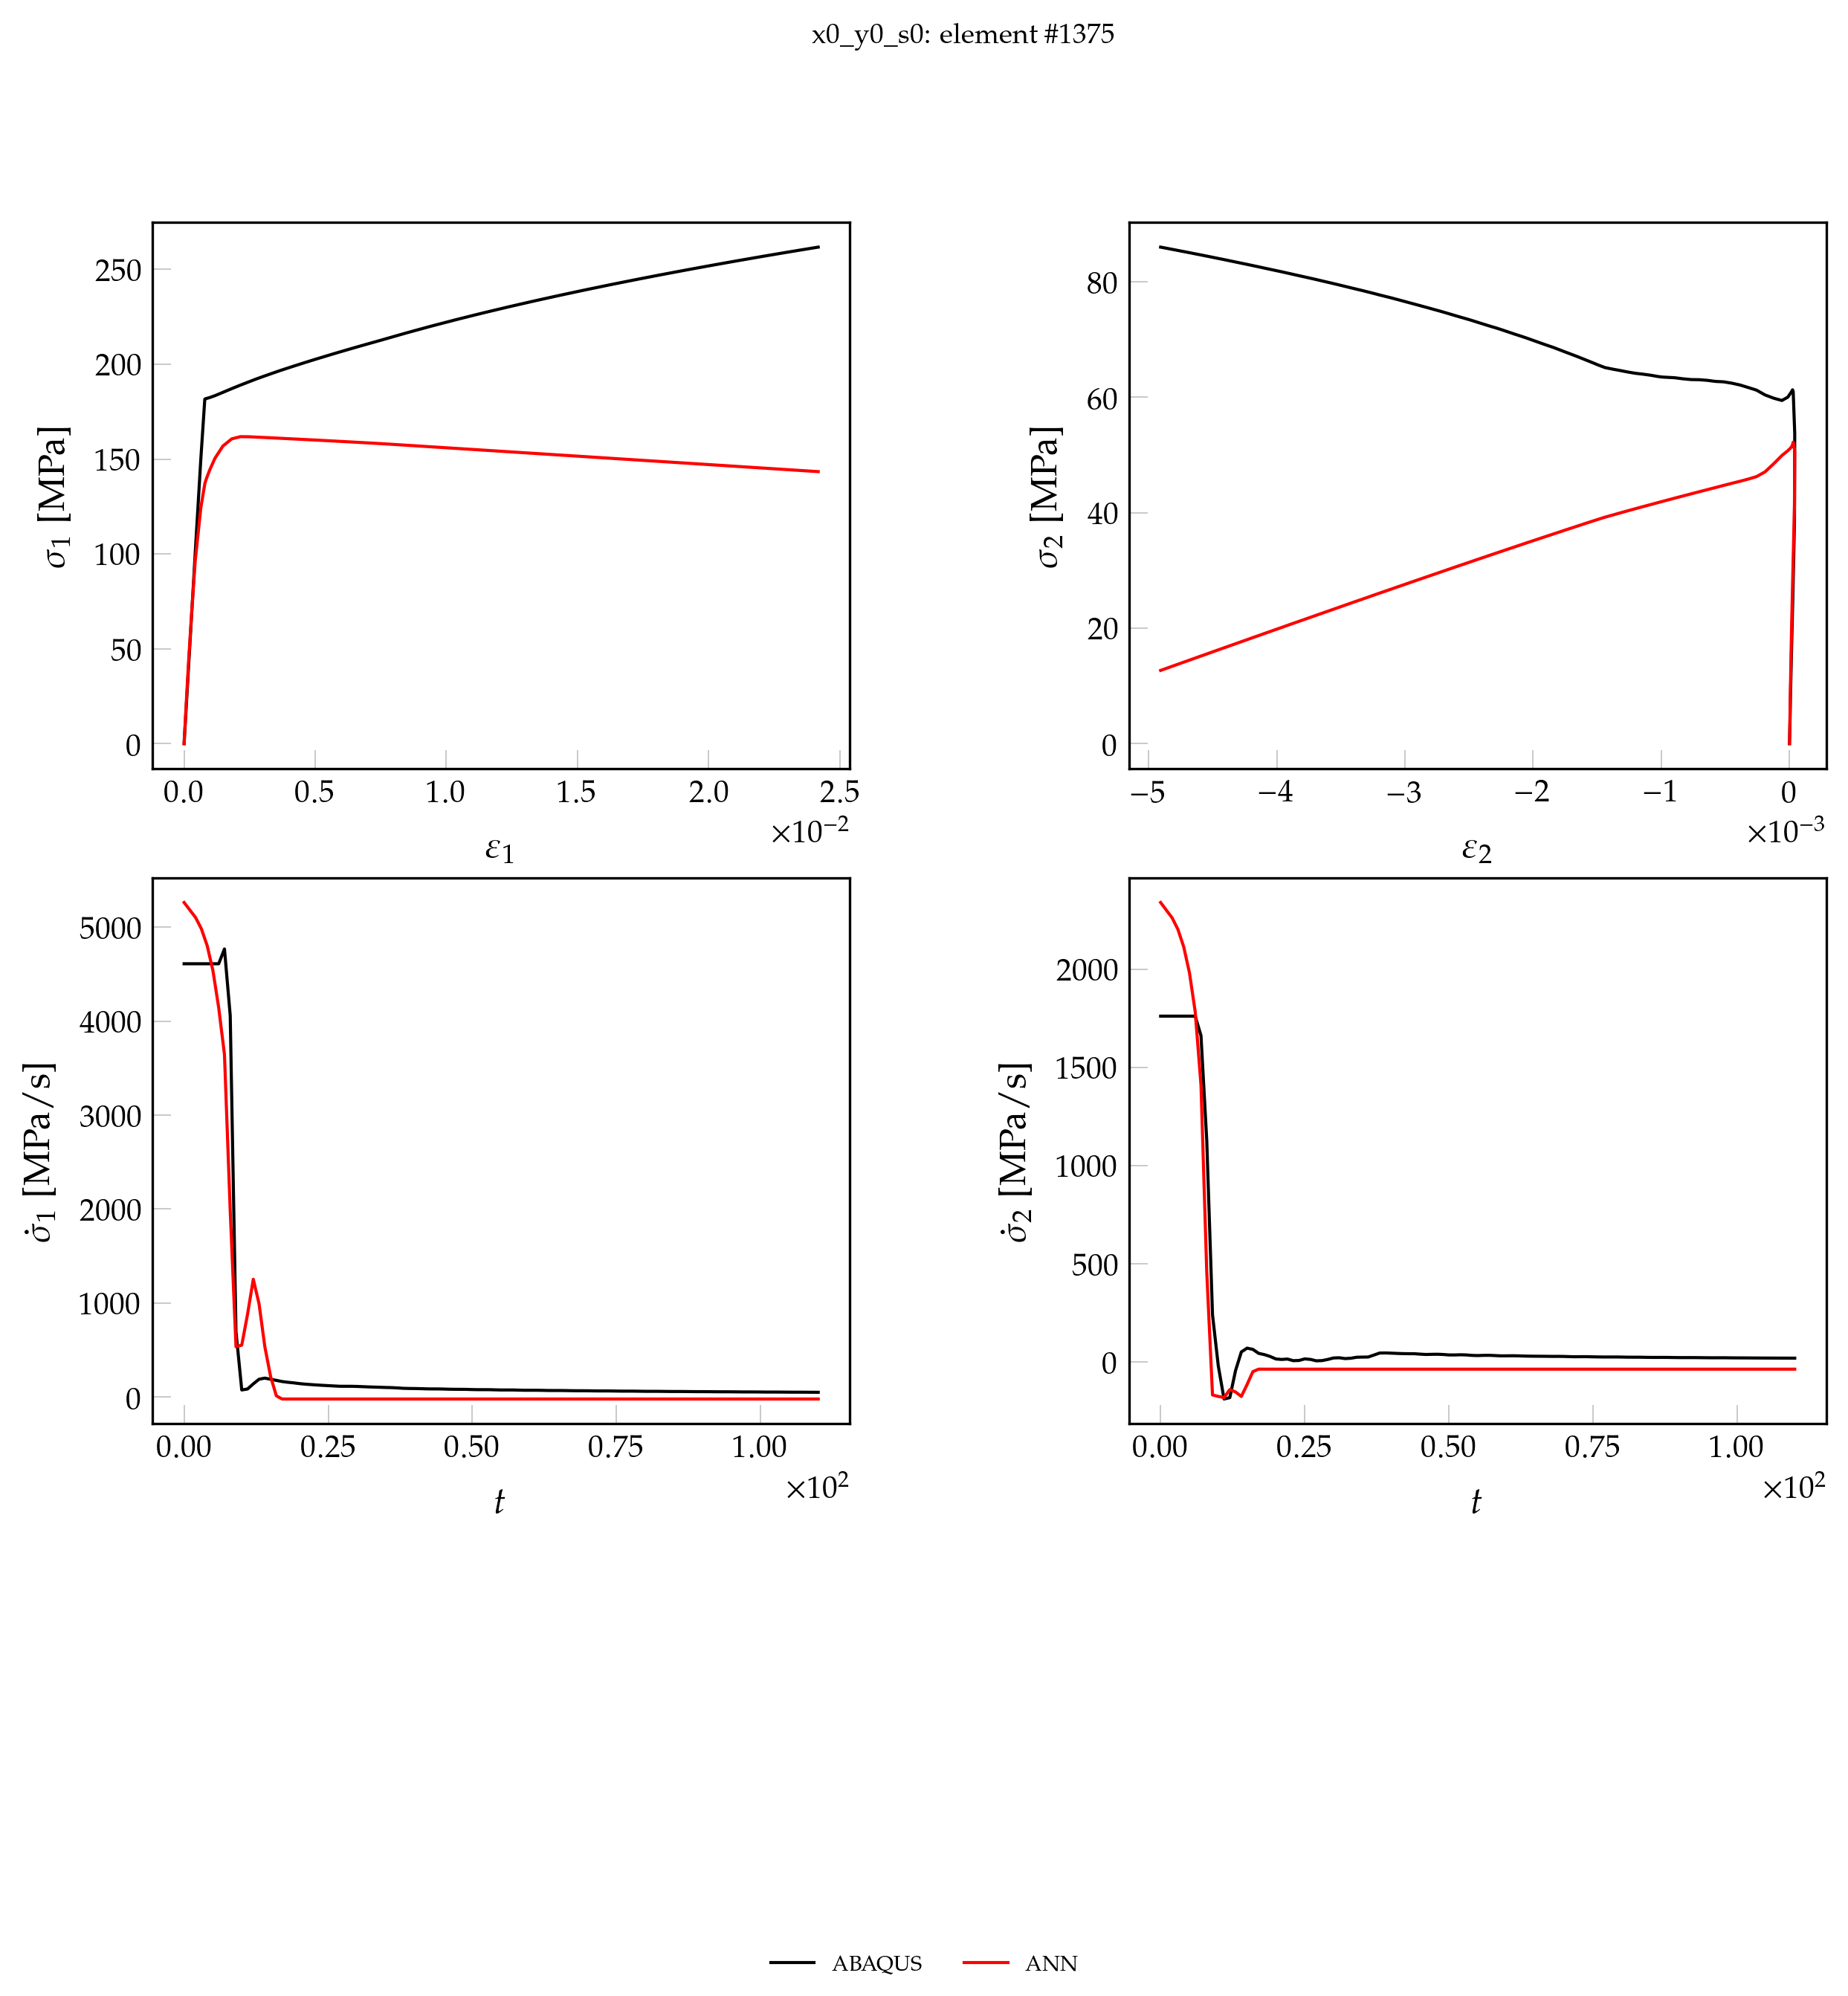 x0_y0_s0: element #1375
σ1 [MPa]
250
200
150
100
50
0
0.0 0.5 1.0 1.5 2.0 2.5
×10−2
ε1
σ2 [MPa]
80
60
40
20
0
−5 −4 −3 −2 −1 0
×10−3
ε2
σ̇1 [MPa/s]
5000
4000
3000
2000
1000
0
0.00 0.25 0.50 0.75 1.00
×10²
t
σ̇2 [MPa/s]
2000
1500
1000
500
0
0.00 0.25 0.50 0.75 1.00
×10²
t
ABAQUS ANN